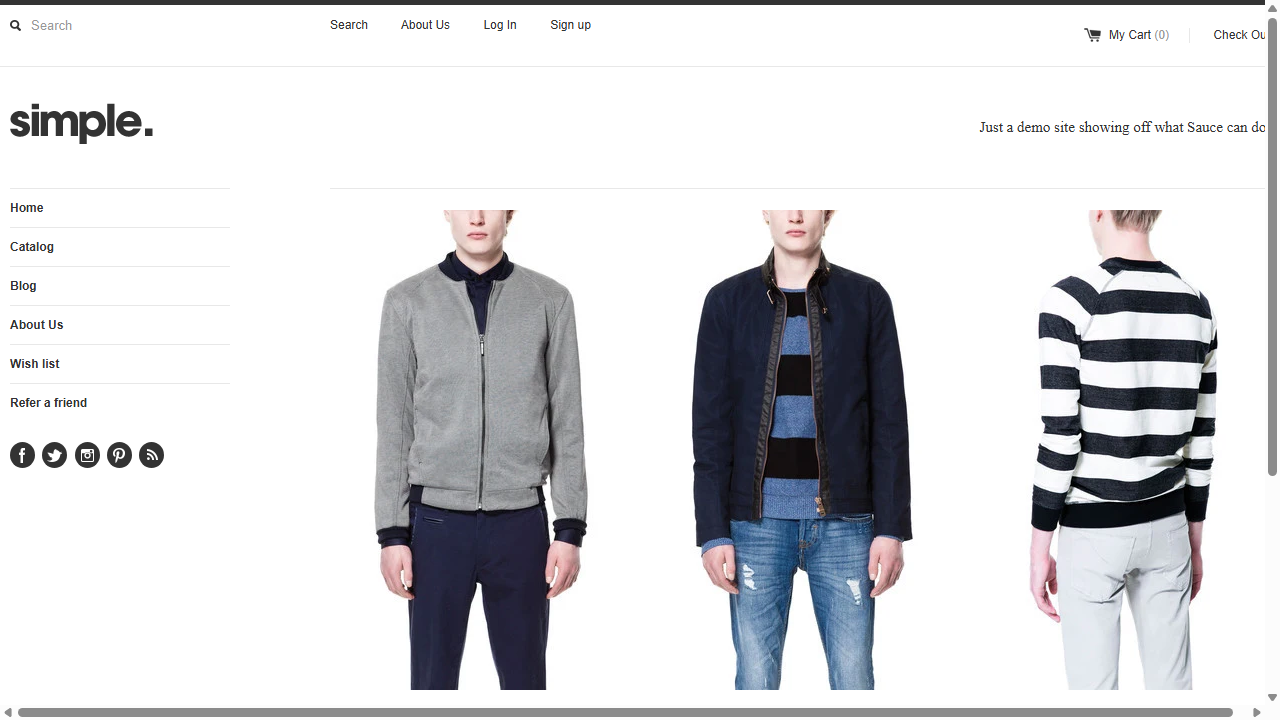 Search
Search About Us Log In Sign up
My Cart (0) Check Ou
simple.
Just a demo site showing off what Sauce can do
Home
Catalog
Blog
About Us
Wish list
Refer a friend